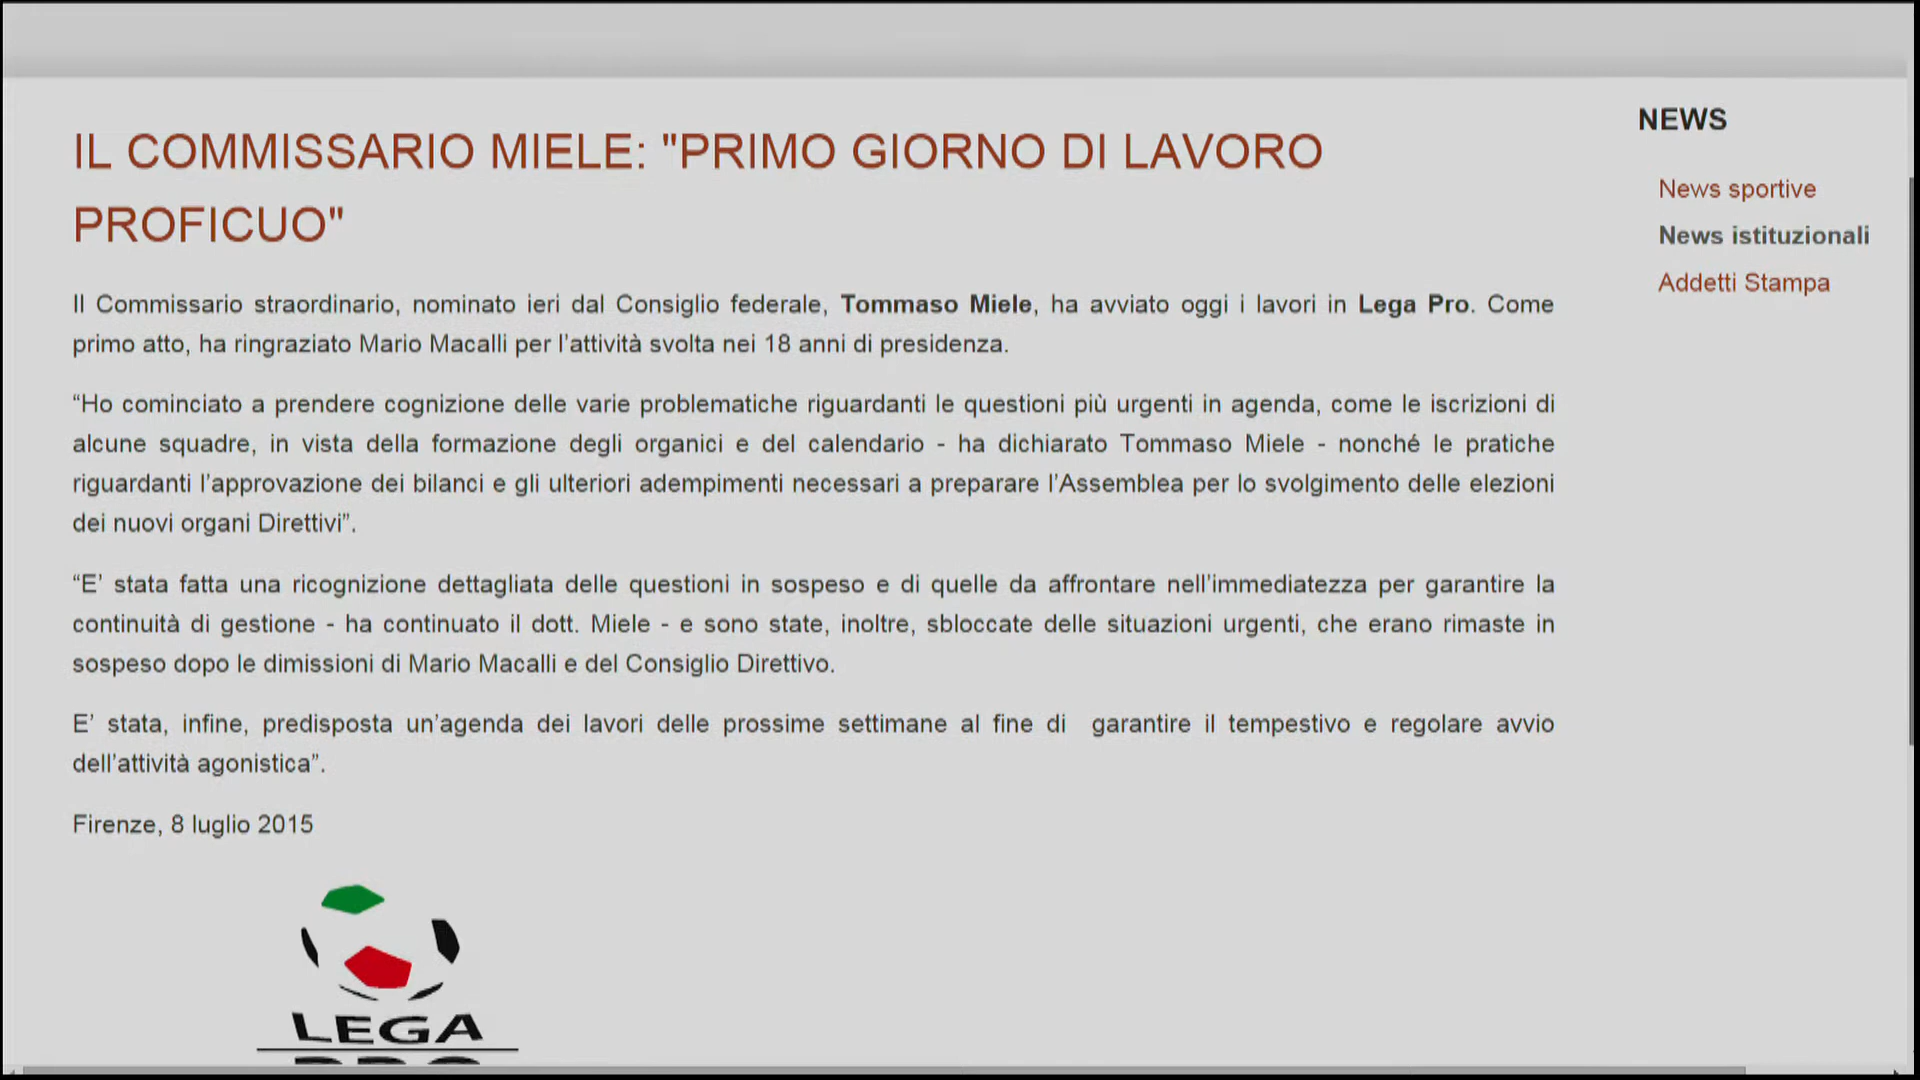 IL COMMISSARIO MIELE: "PRIMO GIORNO DI LAVORO
PROFICUO"
Il Commissario straordinario, nominato ieri dal Consiglio federale, Tommaso Miele, ha avviato oggi i lavori in Lega Pro. Come
primo atto, ha ringraziato Mario Macalli per l’attività svolta nei 18 anni di presidenza.
“Ho cominciato a prendere cognizione delle varie problematiche riguardanti le questioni più urgenti in agenda, come le iscrizioni di
alcune squadre, in vista della formazione degli organici e del calendario - ha dichiarato Tommaso Miele - nonché le pratiche
riguardanti l’approvazione dei bilanci e gli ulteriori adempimenti necessari a preparare l’Assemblea per lo svolgimento delle elezioni
dei nuovi organi Direttivi”.
“E’ stata fatta una ricognizione dettagliata delle questioni in sospeso e di quelle da affrontare nell’immediatezza per garantire la
continuità di gestione - ha continuato il dott. Miele - e sono state, inoltre, sbloccate delle situazioni urgenti, che erano rimaste in
sospeso dopo le dimissioni di Mario Macalli e del Consiglio Direttivo.
E’ stata, infine, predisposta un’agenda dei lavori delle prossime settimane al fine di  garantire il tempestivo e regolare avvio
dell’attività agonistica”.
Firenze, 8 luglio 2015
LEGA
NEWS
News sportive
News istituzionali
Addetti Stampa